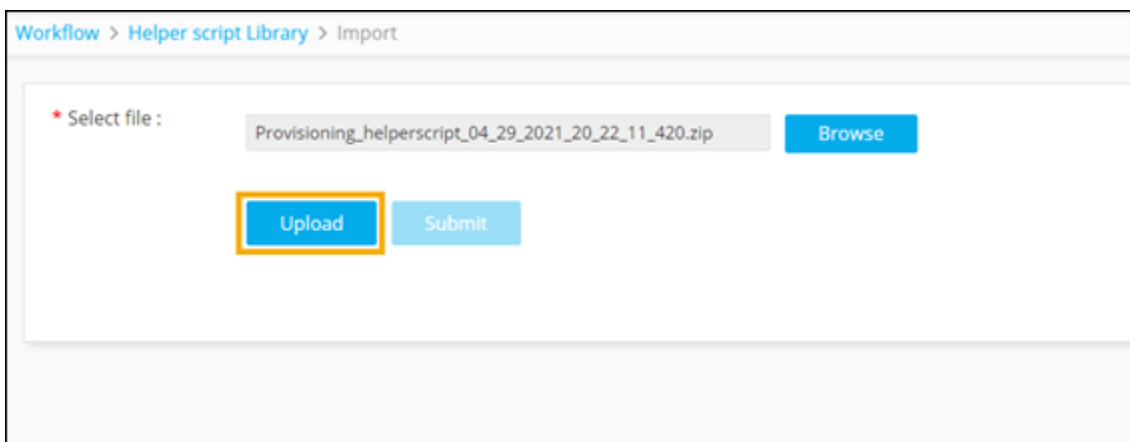 Workflow > Helper script Library > Import
* Select file :
Provisioning_helperscript_04_29_2021_20_22_11_420.zip Browse
Upload Submit